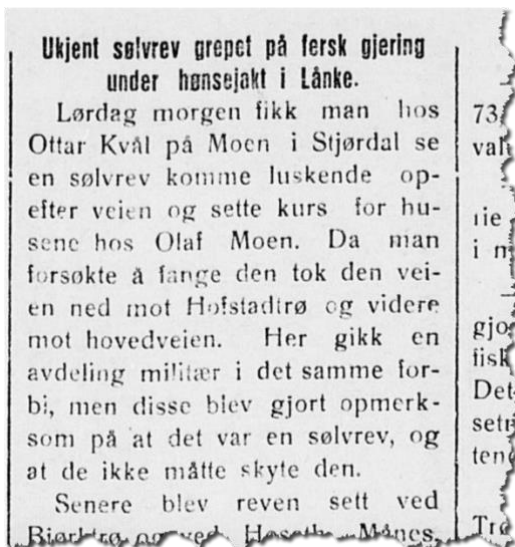 Ukjent sølvrev grepet på fersk gjering
under hønsejakt i Lånke.
Lørdag morgen fikk man hos
Ottar Kvål på Moen i Stjørdal se
en sølvrev komme luskende op-
efter veien og sette kurs for hu-
sene hos Olaf Moen. Da man
forsøkte å fange den tok den vei-
en ned mot Hofstadtrø og videre
mot hovedveien. Her gikk en
avdeling militær i det samme for-
bi, men disse blev gjort opmerk-
som på at det var en sølvrev, og
at de ikke måtte skyte den.
Senere blev reven sett ved
og ved
73
i
Det